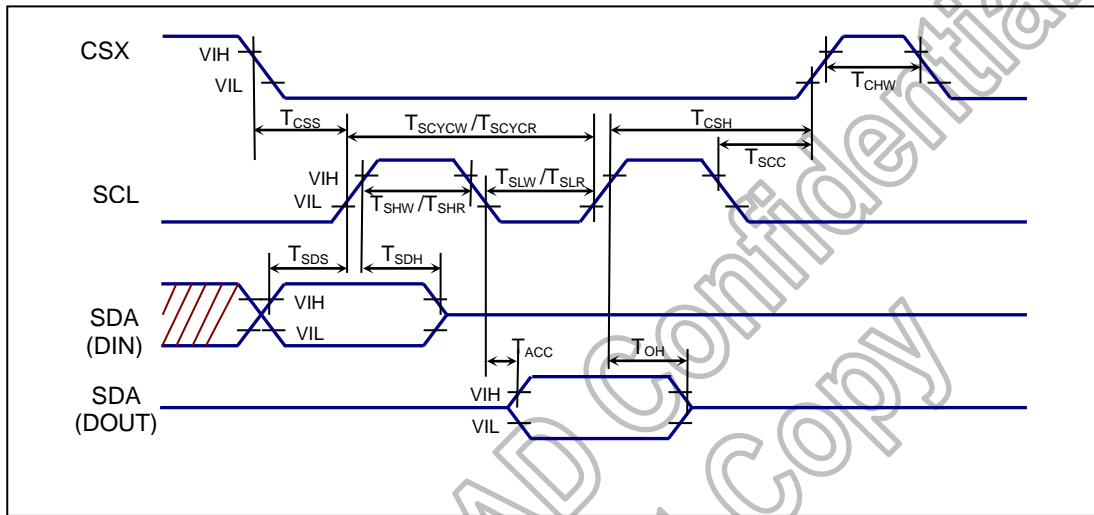 CSX
VIH
VIL
TCHW
TCSS
TSCYCW /TSCYCR
TCSH
TSCC
SCL
VIH
VIL
TSHW /TSHR
TSLW /TSLR
TSDS
TSDH
SDA
(DIN)
VIH
VIL
TACC
TOH
SDA
(DOUT)
VIH
VIL
AD Confidential
Copy